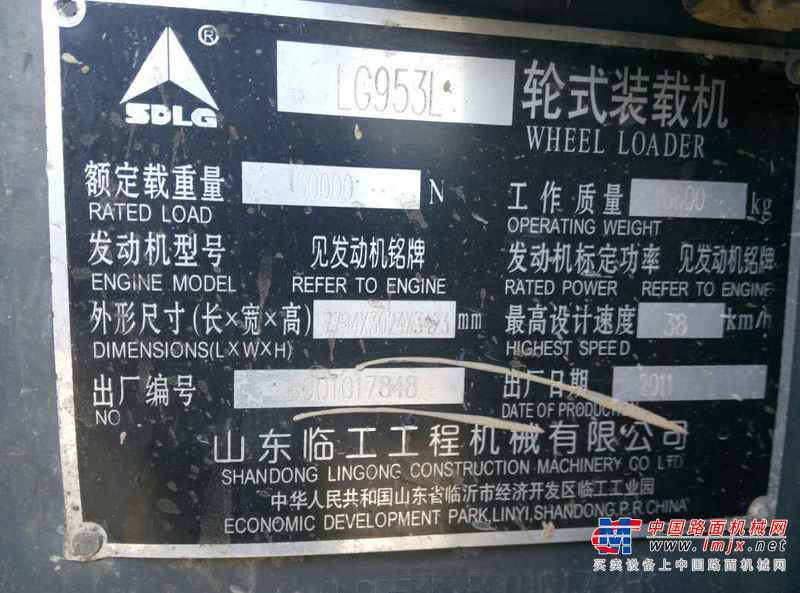 SDLG ®
LG953L
轮式装载机
WHEEL LOADER
额定载重量 N
RATED LOAD
工作质量 kg
OPERATING WEIGHT
发动机型号 见发动机铭牌
ENGINE MODEL REFER TO ENGINE
发动机标定功率 见发动机铭牌
RATED POWER REFER TO ENGINE
外形尺寸(长×宽×高) mm
DIMENSIONS(L×W×H)
最高设计速度 38 km/h
HIGHEST SPEED
出厂编号
NO
出厂日期 2011
DATE OF PRODUCTION
山东临工工程机械有限公司
SHANDONG LINGONG CONSTRUCTION MACHINERY CO LTD
中华人民共和国山东省临沂市经济开发区临工工业园
ECONOMIC DEVELOPMENT PARK,LINYI,SHANDONG,P.R.CHINA
中国路面机械网
www.lmjx.net
买卖设备上中国路面机械网